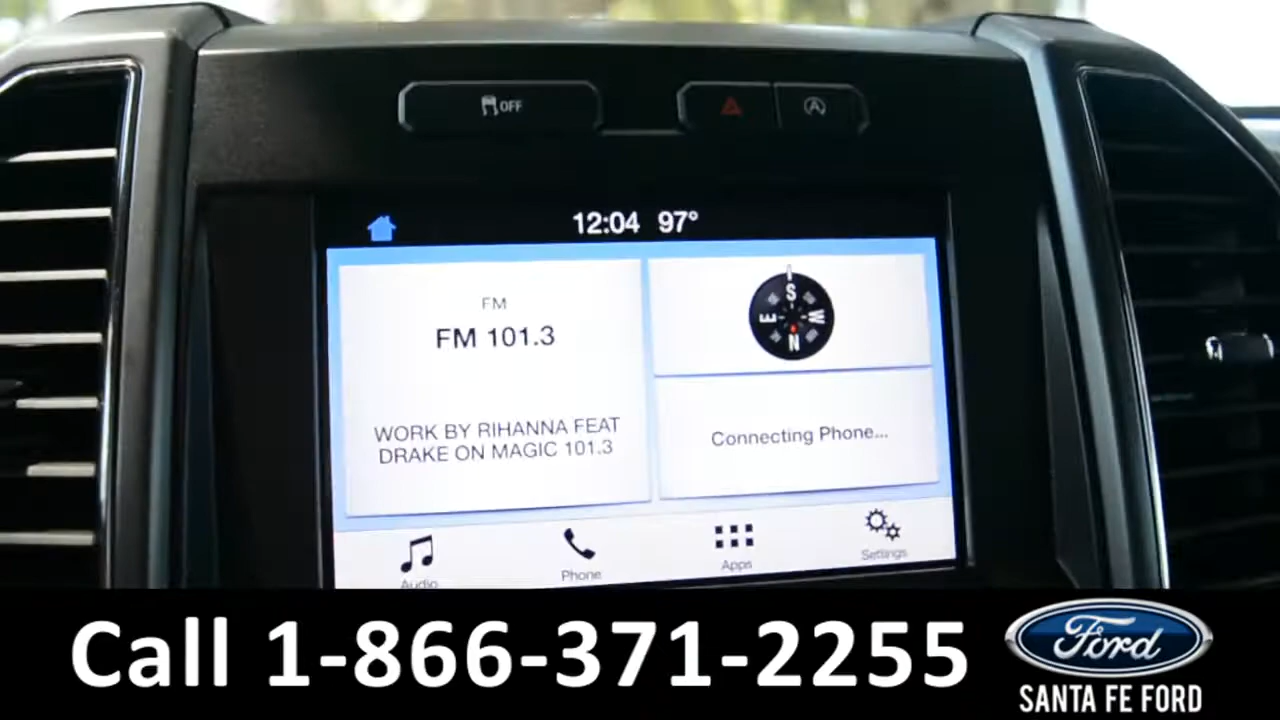 OFF
A
12:04 97°
FM
FM 101.3
WORK BY RIHANNA FEAT
DRAKE ON MAGIC 101.3
S
E W
N
Connecting Phone...
Audio
Phone
Apps
Settings
Call 1-866-371-2255
Ford
SANTA FE FORD